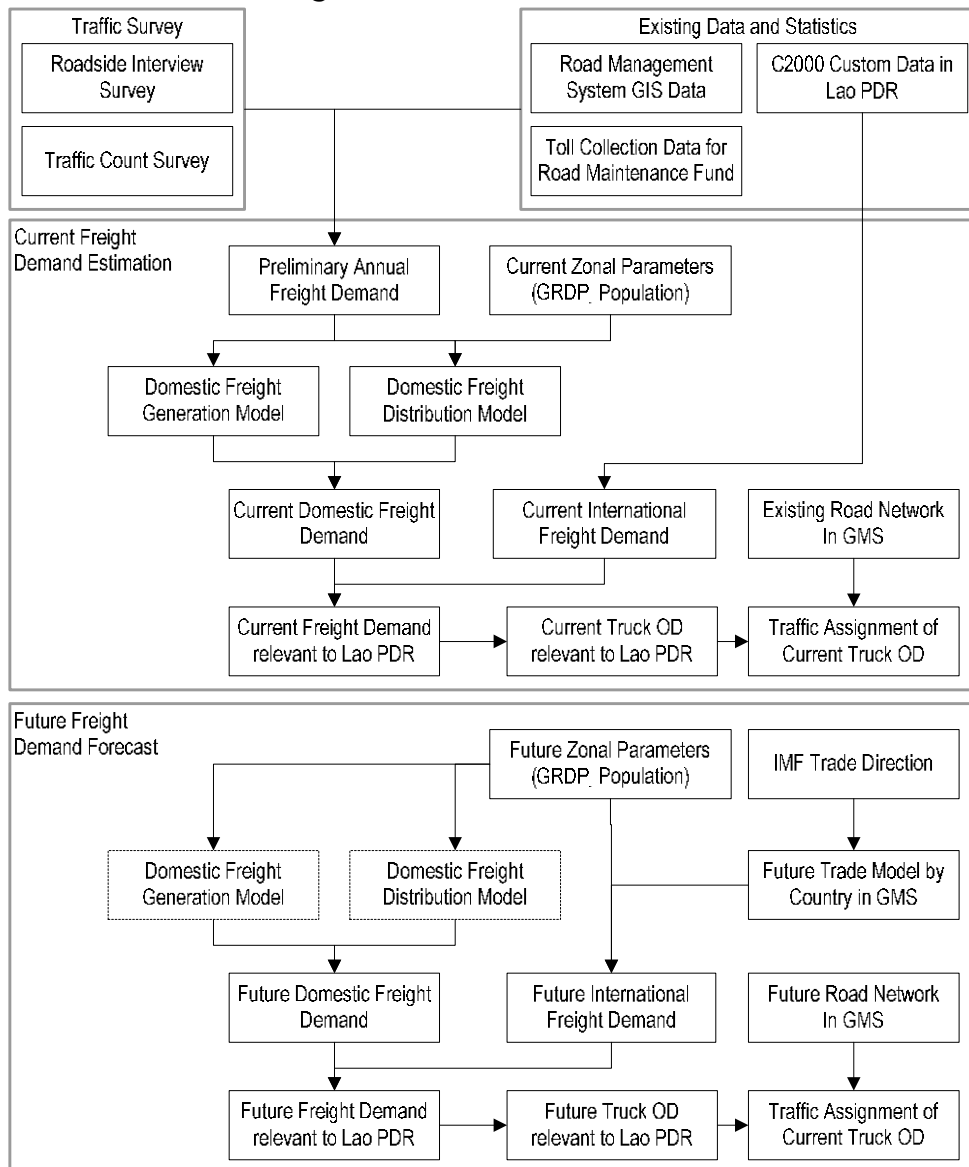 Traffic Survey
Existing Data and Statistics
Roadside Interview
Survey
Road Management
System GIS Data
C2000 Custom Data in
Lao PDR
Traffic Count Survey
Toll Collection Data for
Road Maintenance Fund
Current Freight
Demand Estimation
Preliminary Annual
Freight Demand
Current Zonal Parameters
(GRDP, Population)
Domestic Freight
Generation Model
Domestic Freight
Distribution Model
Current Domestic Freight
Demand
Current International
Freight Demand
Existing Road Network
In GMS
Current Freight Demand
relevant to Lao PDR
Current Truck OD
relevant to Lao PDR
Traffic Assignment of
Current Truck OD
Future Freight
Demand Forecast
Future Zonal Parameters
(GRDP, Population)
IMF Trade Direction
Domestic Freight
Generation Model
Domestic Freight
Distribution Model
Future Trade Model by
Country in GMS
Future Domestic Freight
Demand
Future International
Freight Demand
Future Road Network
In GMS
Future Freight Demand
relevant to Lao PDR
Future Truck OD
relevant to Lao PDR
Traffic Assignment of
Current Truck OD